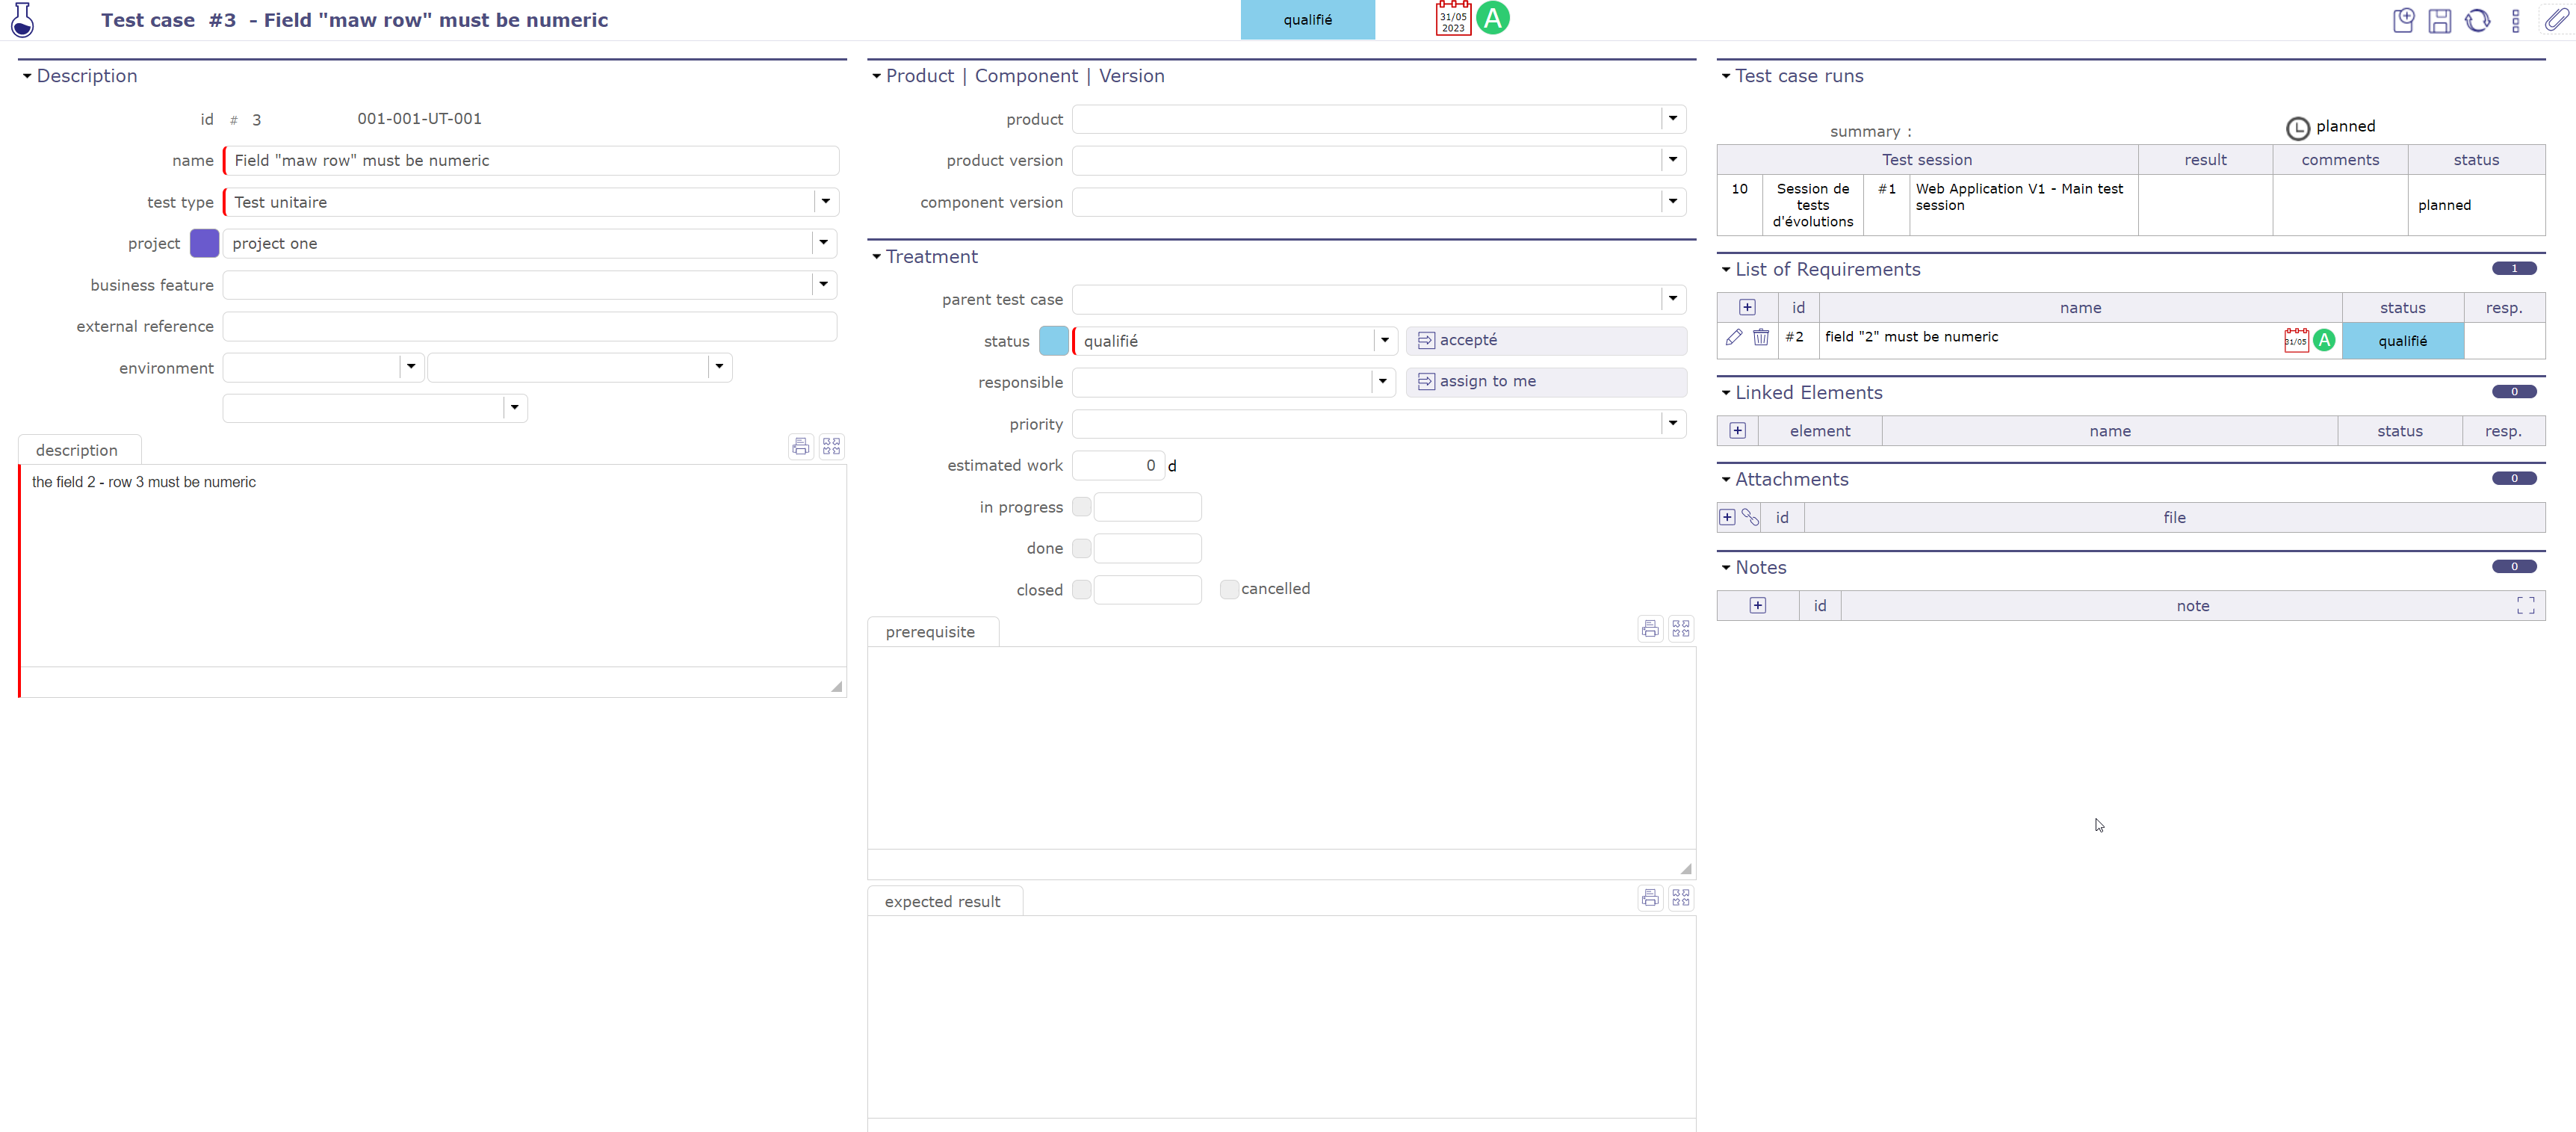 Test case #3 - Field "maw row" must be numeric
qualifié
31/05
2023
A
Description
id # 3 001-001-UT-001
name Field "maw row" must be numeric
test type Test unitaire
project project one
business feature
external reference
environment
description
the field 2 - row 3 must be numeric
Product | Component | Version
product
product version
component version
Treatment
parent test case
status qualifié accepté
responsible assign to me
priority
estimated work 0 d
in progress
done
closed cancelled
prerequisite
expected result
Test case runs
summary : planned
Test session result comments status
10 Session de tests d'évolutions #1 Web Application V1 - Main test session planned
List of Requirements 1
id name status resp.
#2 field "2" must be numeric 31/05 A qualifié
Linked Elements 0
element name status resp.
Attachments 0
id file
Notes 0
id note